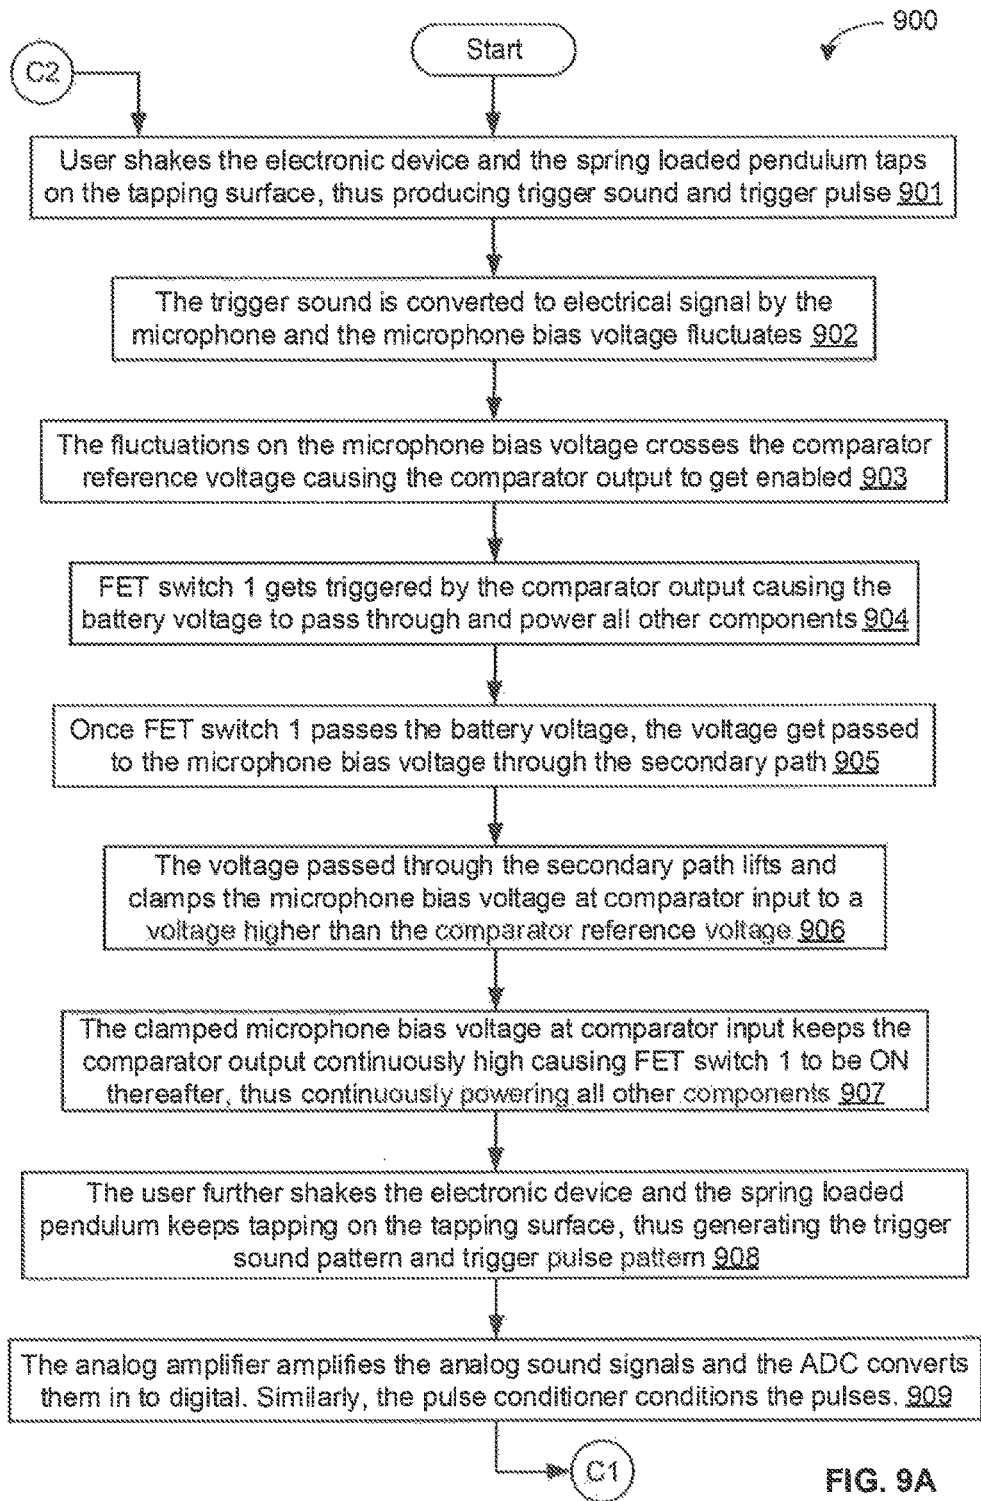 900
Start
C2
User shakes the electronic device and the spring loaded pendulum taps
on the tapping surface, thus producing trigger sound and trigger pulse 901
The trigger sound is converted to electrical signal by the
microphone and the microphone bias voltage fluctuates 902
The fluctuations on the microphone bias voltage crosses the comparator
reference voltage causing the comparator output to get enabled 903
FET switch 1 gets triggered by the comparator output causing the
battery voltage to pass through and power all other components 904
Once FET switch 1 passes the battery voltage, the voltage get passed
to the microphone bias voltage through the secondary path 905
The voltage passed through the secondary path lifts and
clamps the microphone bias voltage at comparator input to a
voltage higher than the comparator reference voltage 906
The clamped microphone bias voltage at comparator input keeps the
comparator output continuously high causing FET switch 1 to be ON
thereafter, thus continuously powering all other components 907
The user further shakes the electronic device and the spring loaded
pendulum keeps tapping on the tapping surface, thus generating the trigger
sound pattern and trigger pulse pattern 908
The analog amplifier amplifies the analog sound signals and the ADC converts
them in to digital. Similarly, the pulse conditioner conditions the pulses. 909
C1
FIG. 9A